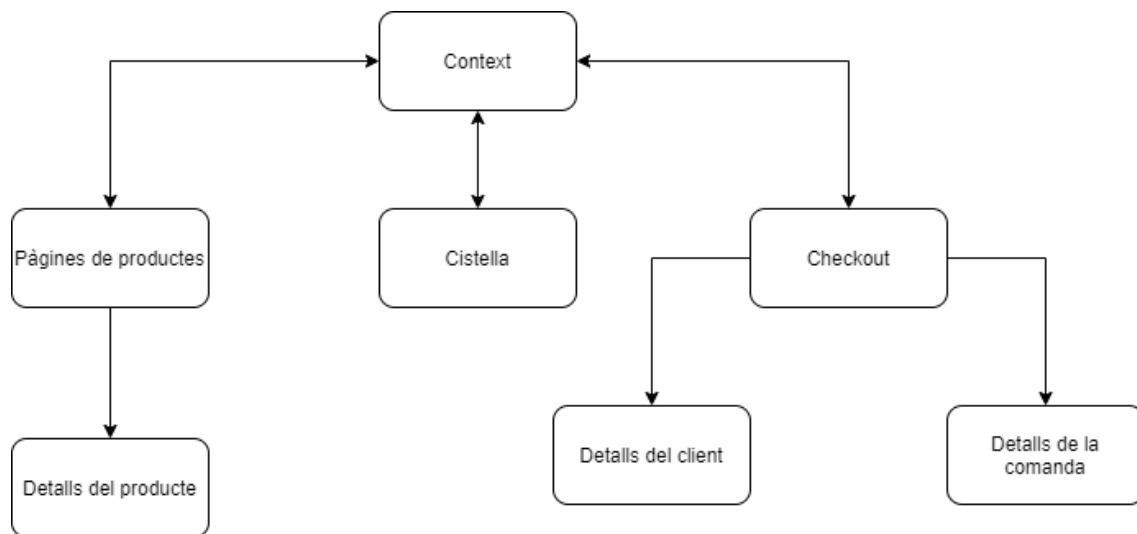 Context
Pàgines de productes
Cistella
Checkout
Detalls del client
Detalls de la
comanda
Detalls del producte